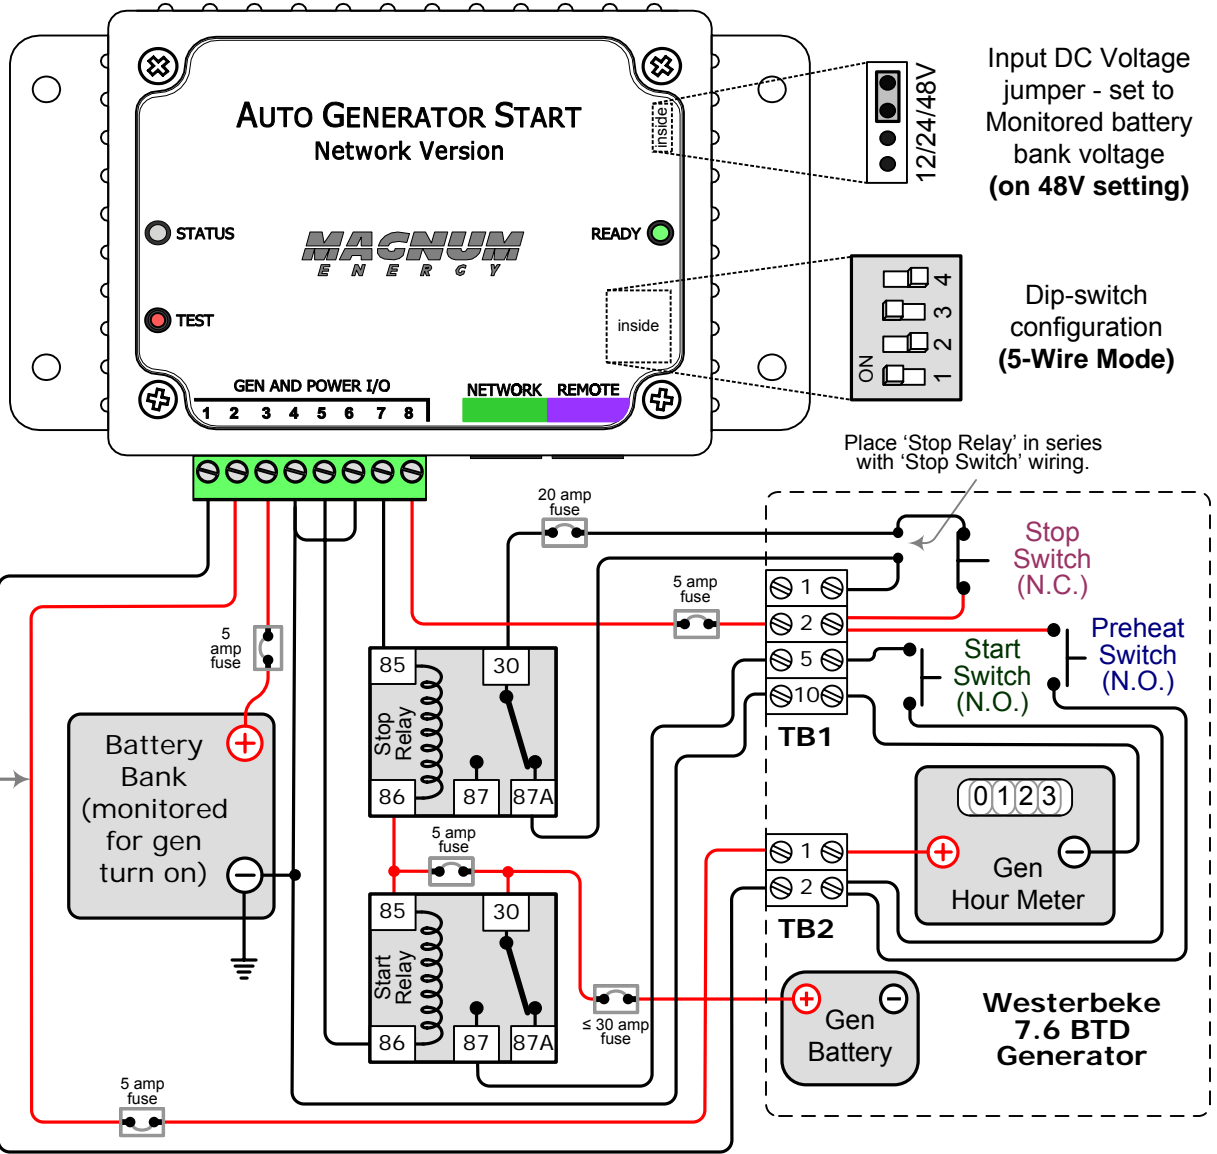 AUTO GENERATOR START
Network Version
STATUS
MAGNUM
ENERGY
READY
TEST
inside
inside
GEN AND POWER I/O
1 2 3 4 5 6 7 8
NETWORK REMOTE
12/24/48V
Input DC Voltage
jumper - set to
Monitored battery
bank voltage
(on 48V setting)
ON
1 2 3 4
Dip-switch
configuration
(5-Wire Mode)
Place ‘Stop Relay’ in series
with ‘Stop Switch’ wiring.
20 amp
fuse
5 amp
fuse
5
amp
fuse
Stop
Switch
(N.C.)
Preheat
Switch
(N.O.)
Start
Switch
(N.O.)
1
2
5
10
TB1
85
30
Stop
Relay
86
87
87A
5 amp
fuse
Battery
Bank
(monitored
for gen
turn on)
85
30
Start
Relay
86
87
87A
≤ 30 amp
fuse
5 amp
fuse
1
2
TB2
0123
Gen
Hour Meter
Gen
Battery
Westerbeke
7.6 BTD
Generator